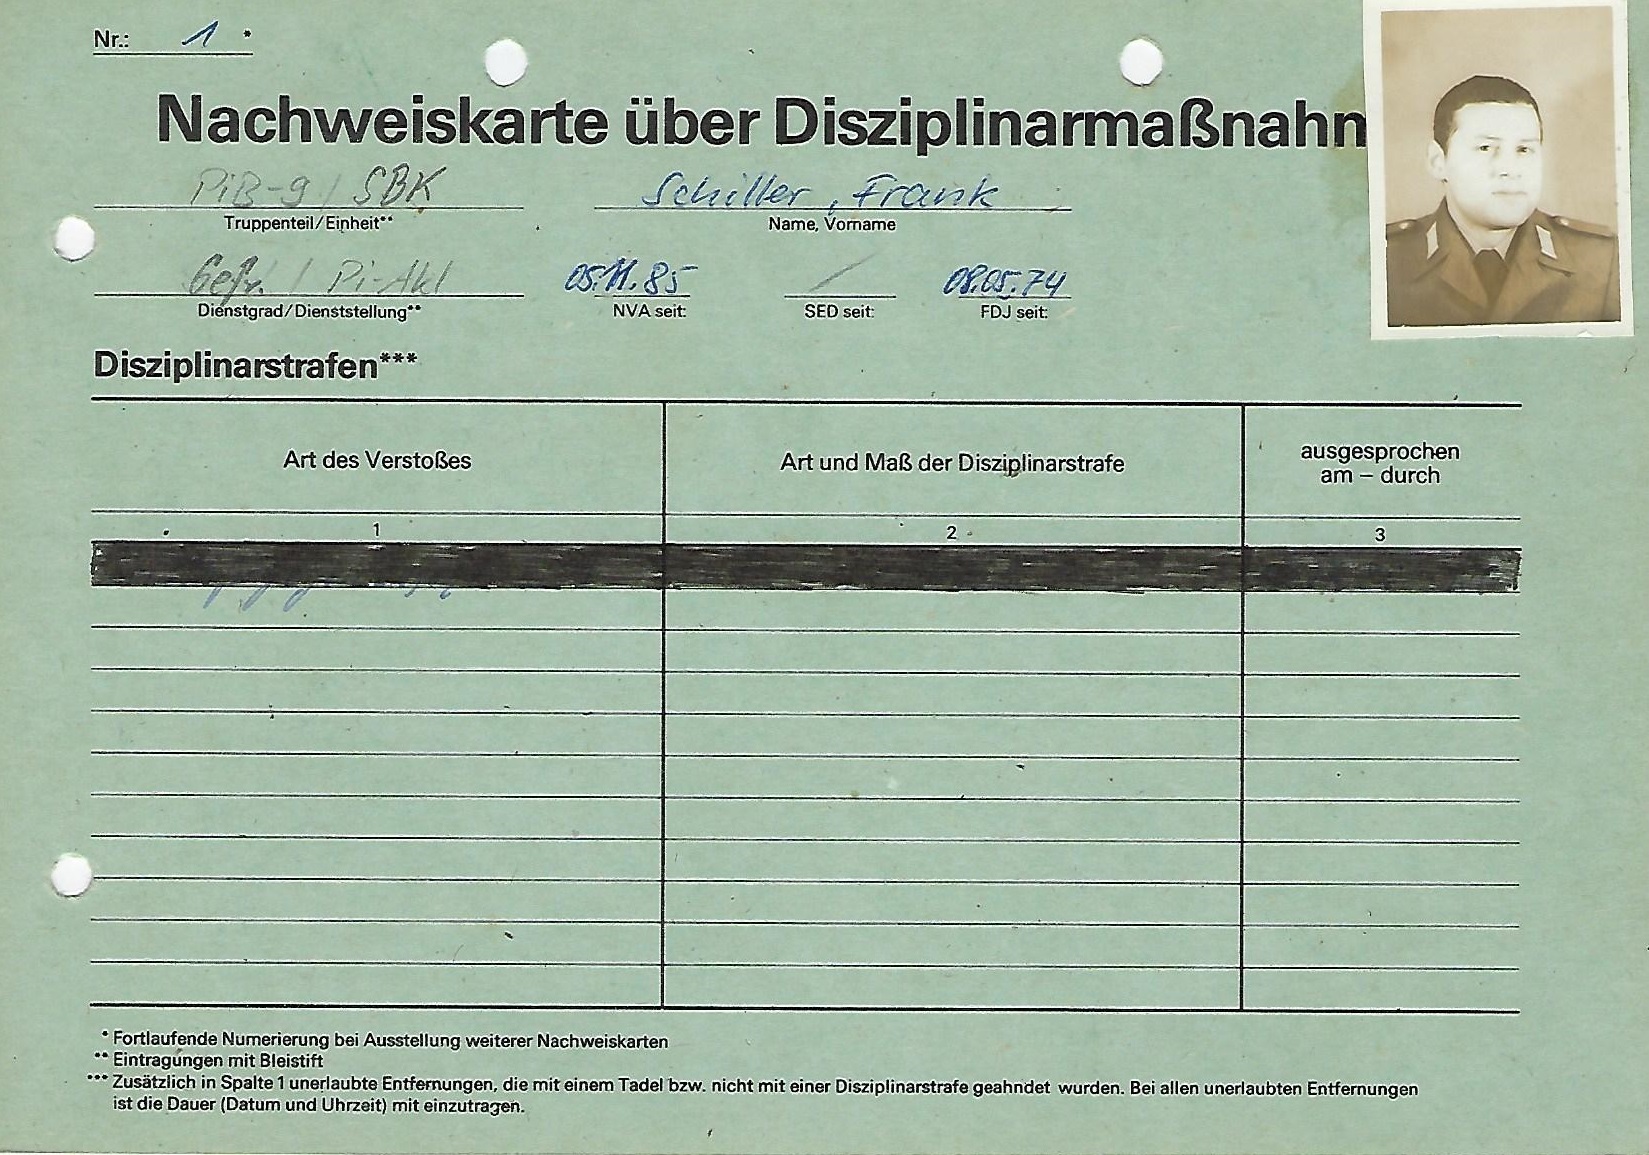 Nr.: 1 *
Nachweiskarte über Disziplinarmaßnahm
PiB-9 / SBK Schiller, Frank
Truppenteil/Einheit** Name, Vorname
Gefr. / Pi-Akl 05.11.85 / 08.05.74
Dienstgrad/Dienststellung** NVA seit: SED seit: FDJ seit:
Disziplinarstrafen***
Art des Verstoßes Art und Maß der Disziplinarstrafe ausgesprochen
am – durch
1 2 3
* Fortlaufende Numerierung bei Ausstellung weiterer Nachweiskarten
** Eintragungen mit Bleistift
*** Zusätzlich in Spalte 1 unerlaubte Entfernungen, die mit einem Tadel bzw. nicht mit einer Disziplinarstrafe geahndet wurden. Bei allen unerlaubten Entfernungen
ist die Dauer (Datum und Uhrzeit) mit einzutragen.